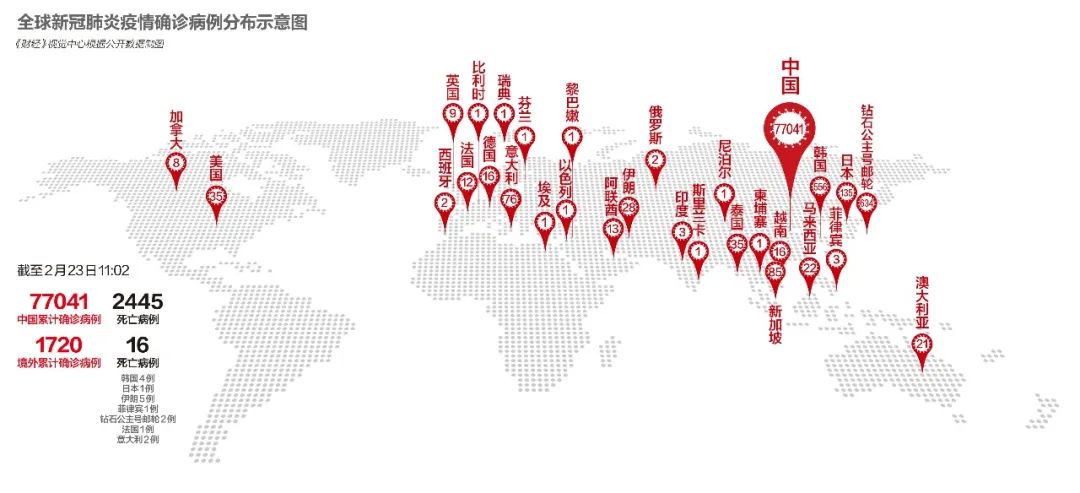 全球新冠肺炎疫情确诊病例分布示意图
《财经》视觉中心根据公开数据制图
加拿大
8
美国
35
英国
9
比利时
1
瑞典
1
芬兰
1
黎巴嫩
1
西班牙
2
法国
12
德国
16
意大利
76
埃及
1
以色列
1
阿联酋
13
伊朗
28
俄罗斯
2
印度
3
斯里兰卡
1
尼泊尔
1
泰国
35
柬埔寨
1
越南
16
85
新加坡
中国
77041
马来西亚
22
韩国
556
日本
135
菲律宾
3
钻石公主号邮轮
634
澳大利亚
21
截至2月23日11:02
77041
中国累计确诊病例
2445
死亡病例
1720
境外累计确诊病例
16
死亡病例
韩国4例
日本1例
伊朗5例
菲律宾1例
钻石公主号邮轮2例
法国1例
意大利2例